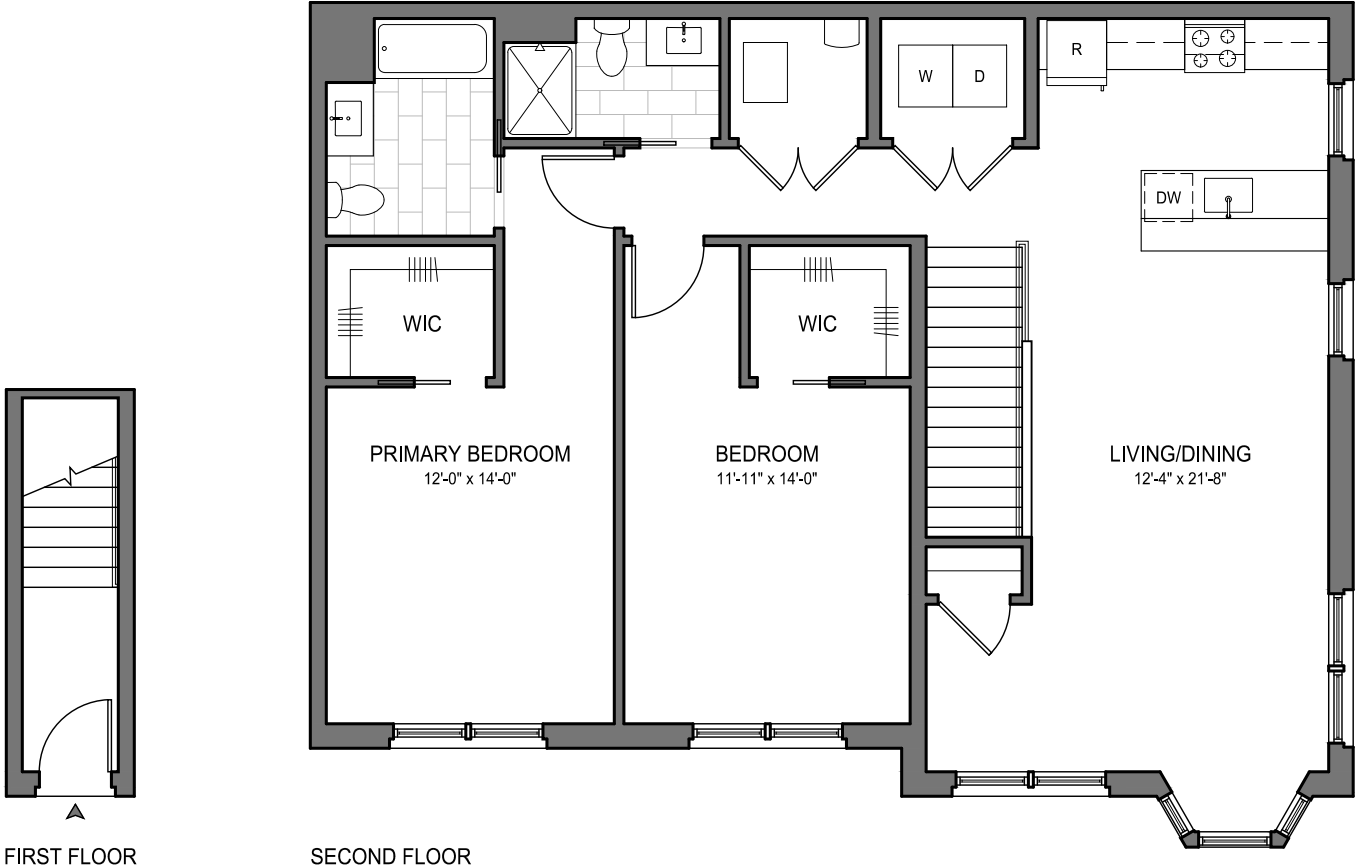 R
W
D
DW
WIC
WIC
PRIMARY BEDROOM
12'-0" x 14'-0"
BEDROOM
11'-11" x 14'-0"
LIVING/DINING
12'-4" x 21'-8"
FIRST FLOOR
SECOND FLOOR